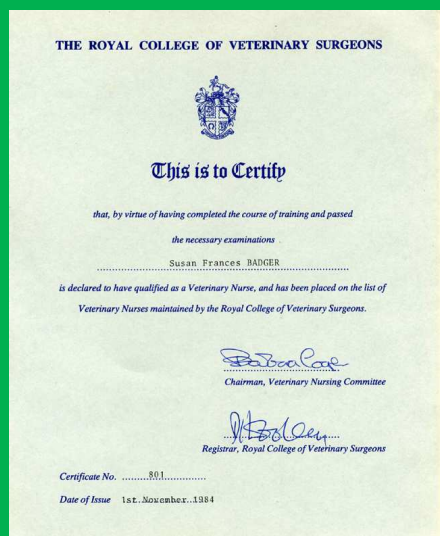 THE ROYAL COLLEGE OF VETERINARY SURGEONS
This is to Certify
that, by virtue of having completed the course of training and passed
the necessary examinations
Susan Frances BADGER
is declared to have qualified as a Veterinary Nurse, and has been placed on the list of
Veterinary Nurses maintained by the Royal College of Veterinary Surgeons.
Chairman, Veterinary Nursing Committee
Registrar, Royal College of Veterinary Surgeons
Certificate No. 801
Date of Issue 1st November 1984